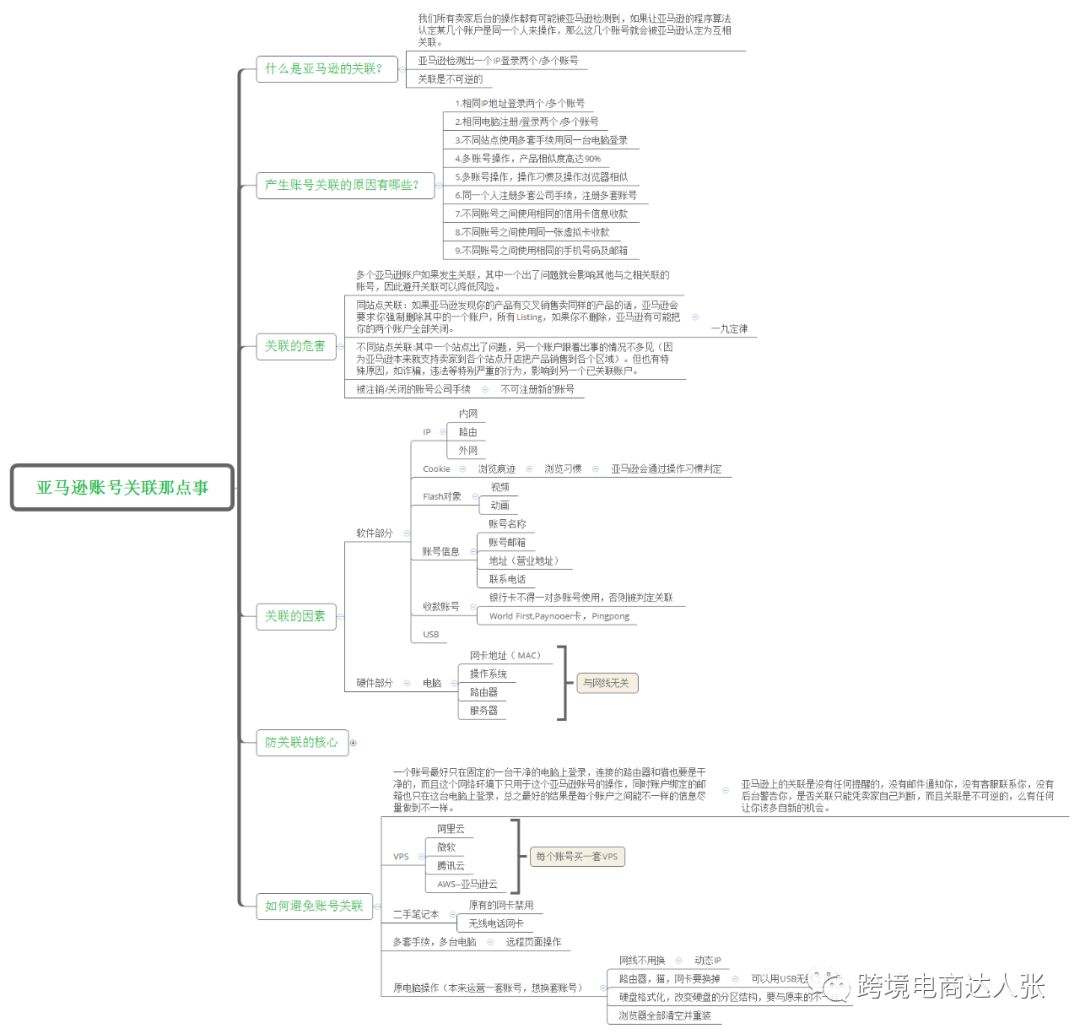 我们所有卖家后台的操作都有可能被亚马逊检测到，如果让亚马逊的程序算法
认定某几个账户是同一个人来操作，那么这几个账号就会被亚马逊认定为互相
关联。
什么是亚马逊的关联？
亚马逊检测出一个IP登录两个/多个账号
关联是不可逆的
1.相同IP地址登录两个/多个账号
2.相同电脑注册/登录两个/多个账号
3.不同站点使用多套手续用同一台电脑登录
4.多账号操作，产品相似度高达90%
产生账号关联的原因有哪些？
5.多账号操作，操作习惯及操作浏览器相似
6.同一个人注册多套公司手续，注册多套账号
7.不同账号之间使用相同的信用卡信息收款
8.不同账号之间使用同一张虚拟卡收款
9.不同账号之间使用相同的手机号码及邮箱
多个亚马逊账户如果发生关联，其中一个出了问题就会影响其他与之相关联的
账号，因此避开关联可以降低风险。
同站点关联：如果亚马逊发现你的产品有交叉销售卖同样的产品的话，亚马逊会
要求你强制删除其中的一个账户，所有Listing，如果你不删除，亚马逊有可能把
你的两个账户全部关闭。
一九定律
关联的危害
不同站点关联:其中一个站点出了问题，另一个账户跟着出事的情况不多见（因
为亚马逊本来就支持卖家到各个站点开店把产品销售到各个区域）。但也有特
殊原因，如诈骗，违法等特别严重的行为，影响到另一个已关联账户。
被注销/关闭的账号公司手续
不可注册新的账号
亚马逊账号关联那点事
关联的因素
软件部分
IP
内网
路由
外网
Cookie
浏览痕迹
浏览习惯
亚马逊会通过操作习惯判定
Flash对象
视频
动画
账号信息
账号名称
账号邮箱
地址（营业地址）
联系电话
收款账号
银行卡不得一对多账号使用，否则被判定关联
World First,Paynooer卡，Pingpong
USB
硬件部分
电脑
网卡地址（MAC）
操作系统
路由器
服务器
与网线无关
防关联的核心
如何避免账号关联
一个账号最好只在固定的一台干净的电脑上登录，连接的路由器和猫也要是干
净的，而且这个网络环境下只用于这个亚马逊账号的操作，同时账户绑定的邮
箱也只在这台电脑上登录，总之最好的结果是每个账户之间能不一样的信息尽
量做到不一样。
亚马逊上的关联是没有任何提醒的，没有邮件通知你，没有客服联系你，没有
后台警告你，是否关联只能凭卖家自己判断，而且关联是不可逆的，么有任何
让你该多自新的机会。
VPS
阿里云
微软
腾讯云
AWS--亚马逊云
每个账号买一套VPS
二手笔记本
原有的网卡禁用
无线电话网卡
多套手续，多台电脑
远程页面操作
原电脑操作（本来运营一套账号，想换套账号）
网线不用换
动态IP
路由器，猫，网卡要换掉
可以用USB无
硬盘格式化，改变硬盘的分区结构，要与原来的不一
浏览器全部清空并重装
跨境电商达人张